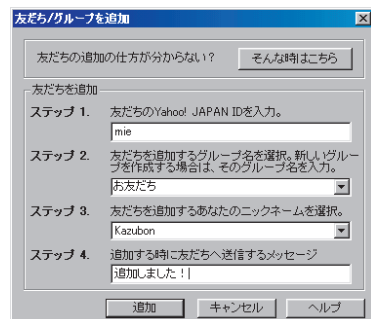 友だち/グループを追加
友だちの追加の仕方が分からない？ そんな時はこちら
友だちを追加
ステップ 1. 友だちのYahoo! JAPAN IDを入力。
mie
ステップ 2. 友だちを追加するグループ名を選択。新しいグルー
プを作成する場合は、そのグループ名を入力。
お友だち
ステップ 3. 友だちを追加するあなたのニックネームを選択。
Kazubon
ステップ 4. 追加する時に友だちへ送信するメッセージ
追加しました！
追加 キャンセル ヘルプ